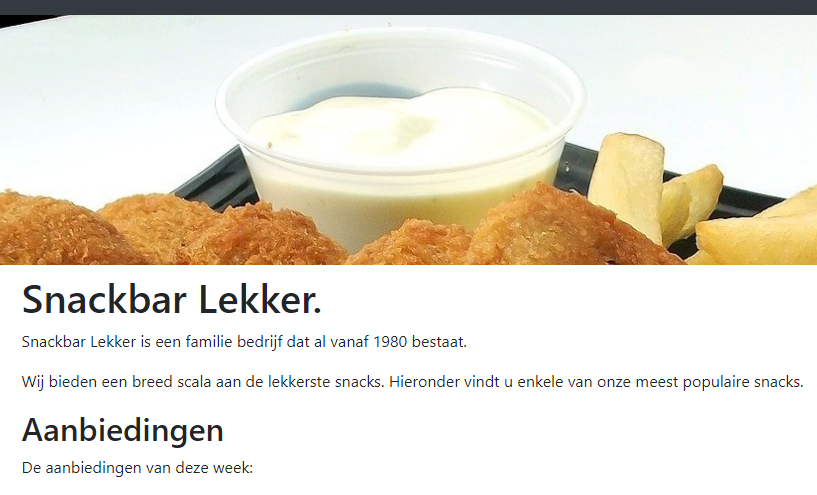 Snackbar Lekker.
Snackbar Lekker is een familie bedrijf dat al vanaf 1980 bestaat.
Wij bieden een breed scala aan de lekkerste snacks. Hieronder vindt u enkele van onze meest populaire snacks.
Aanbiedingen
De aanbiedingen van deze week: